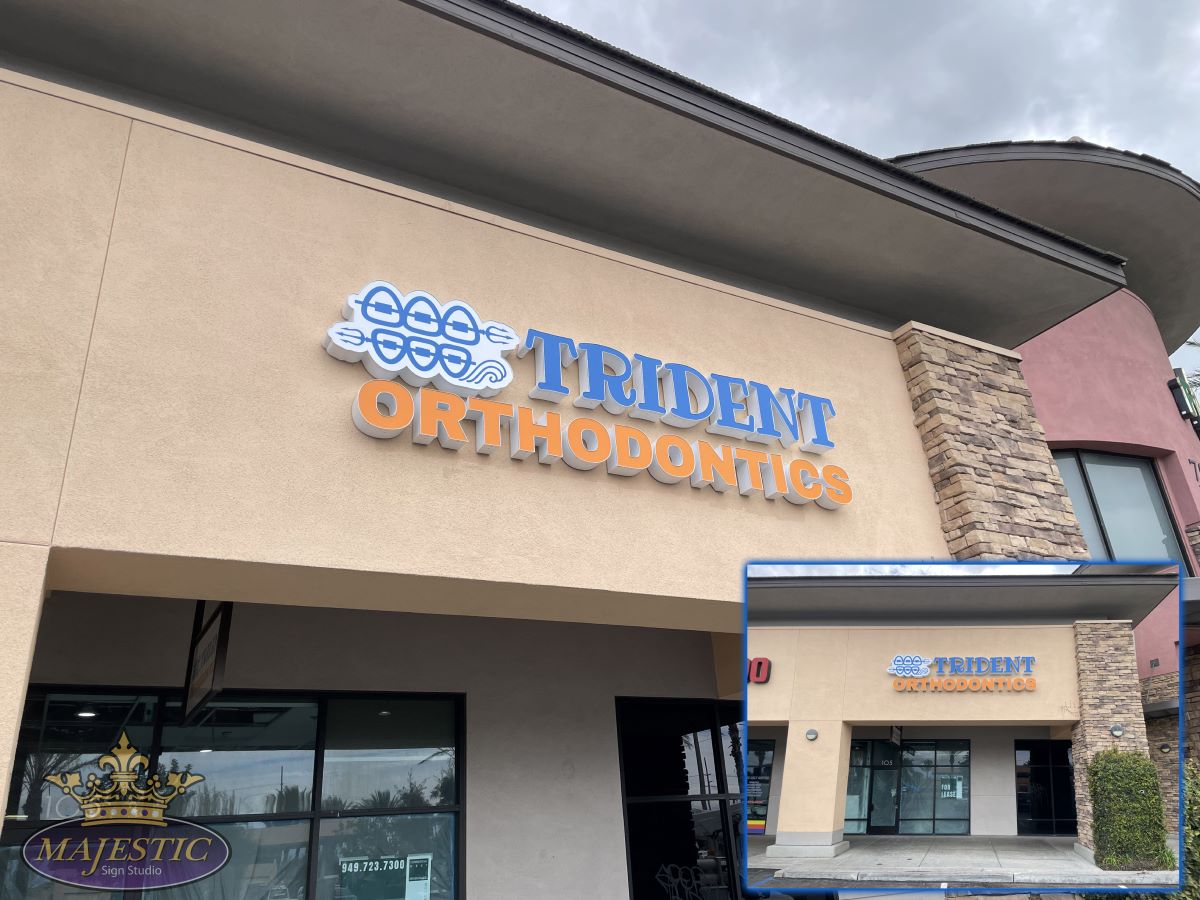 TRIDENT
ORTHODONTICS
949.723.7300
MAJESTIC
Sign Studio
TRIDENT
ORTHODONTICS
105
FOR
LEASE